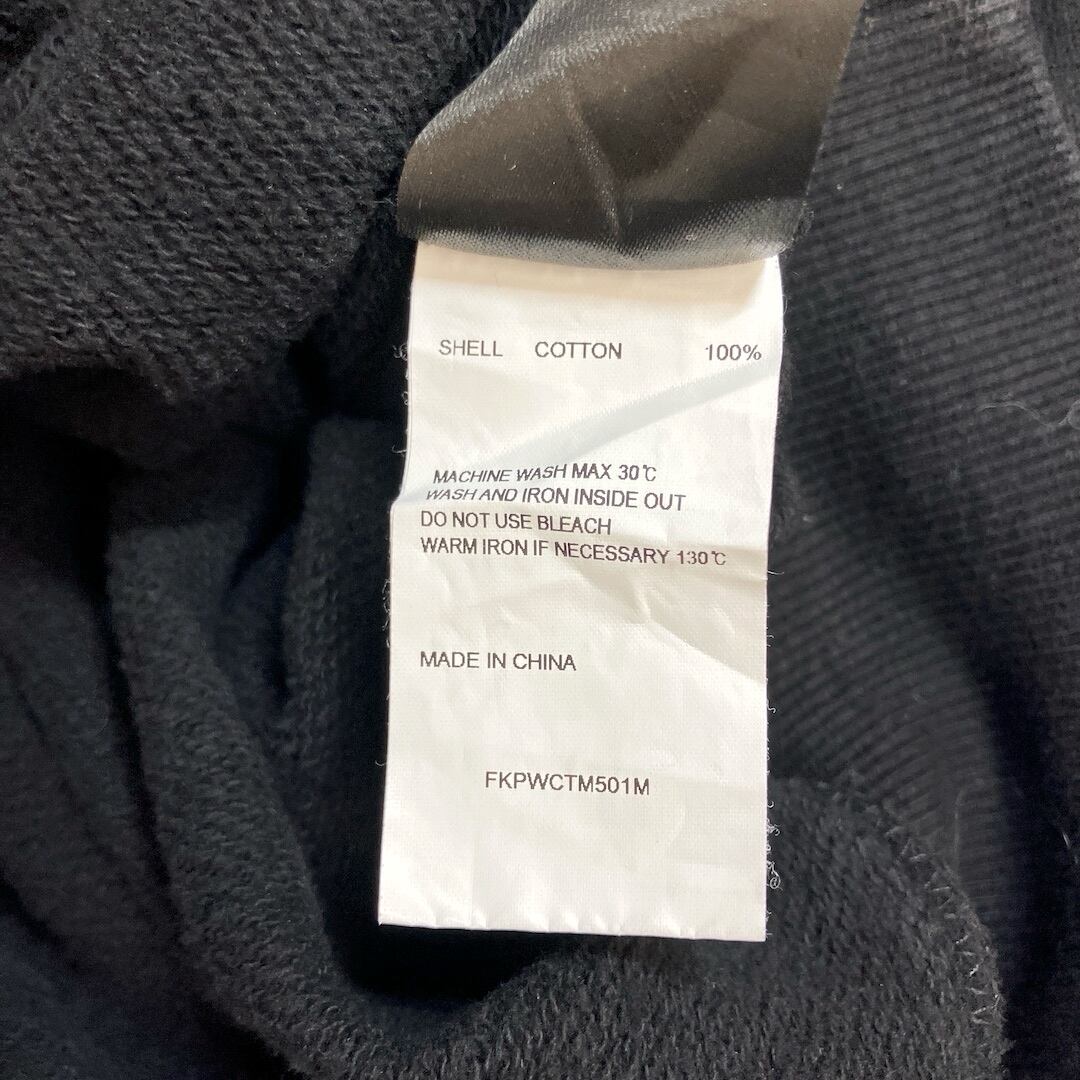 SHELL COTTON 100%
MACHINE WASH MAX 30℃
WASH AND IRON INSIDE OUT
DO NOT USE BLEACH
WARM IRON IF NECESSARY 130℃
MADE IN CHINA
FKPWCTM501M